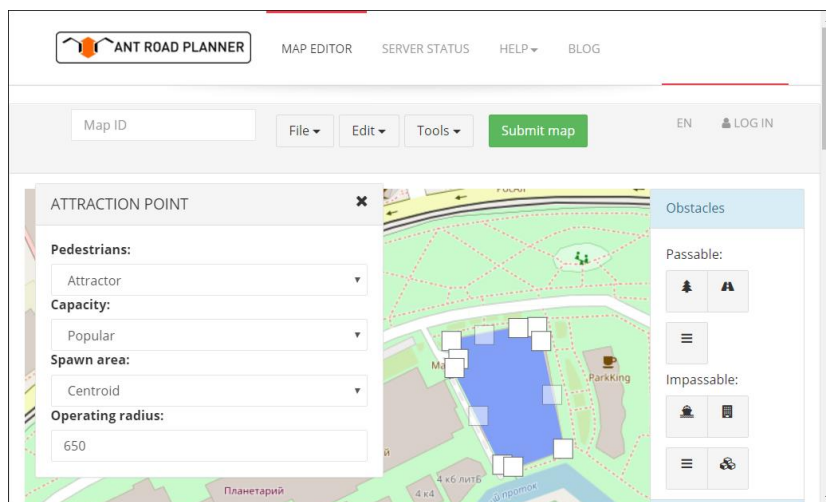 ANT ROAD PLANNER
MAP EDITOR
SERVER STATUS
HELP
BLOG
Map ID
File
Edit
Tools
Submit map
EN
LOG IN
ATTRACTION POINT
Pedestrians:
Attractor
Capacity:
Popular
Spawn area:
Centroid
Operating radius:
650
Obstacles
Passable:
Impassable:
ParkKing
Планетарий
4 к6 литБ
4 к4
й проток